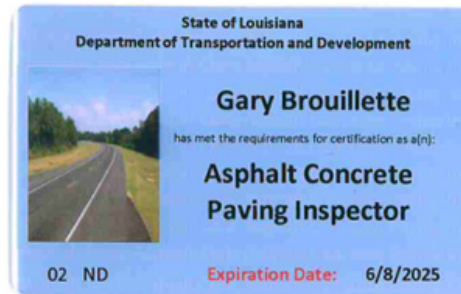 State of Louisiana
Department of Transportation and Development
Gary Brouillette
has met the requirements for certification as a(n):
Asphalt Concrete
Paving Inspector
02 ND
Expiration Date: 6/8/2025